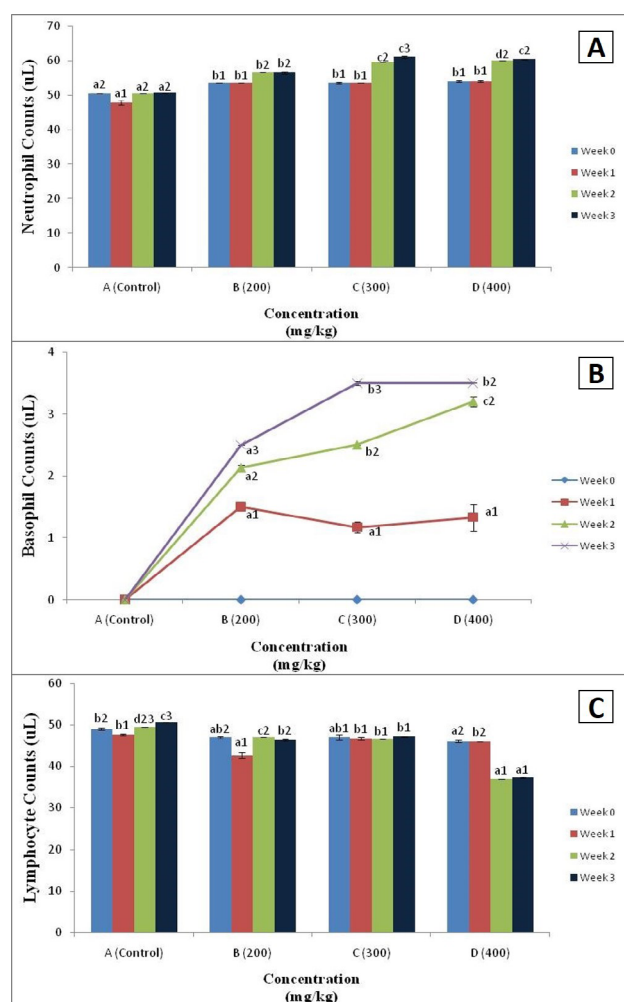 A
Neutrophil Counts (uL)
70
60
50
40
30
20
10
0
a2 a1 a2 a2
b1 b1 b2 b2
b1 b1 c2 c3
b1 b1 d2 c2
A (Control) B (200) C (300) D (400)
Concentration
(mg/kg)
Week 0
Week 1
Week 2
Week 3
B
Basophil Counts (uL)
4
3
2
1
0
a3
a2
a1
b3
b2
a1
b2
c2
a1
A (Control) B (200) C (300) D (400)
Concentration
(mg/kg)
Week 0
Week 1
Week 2
Week 3
C
Lymphocyte Counts (uL)
60
50
40
30
20
10
0
b2 b1 d23 c3
ab2 a1 c2 b2
ab1 b1 b1 b1
a2 b2 a1 a1
A (Control) B (200) C (300) D (400)
Concentration
(mg/kg)
Week 0
Week 1
Week 2
Week 3